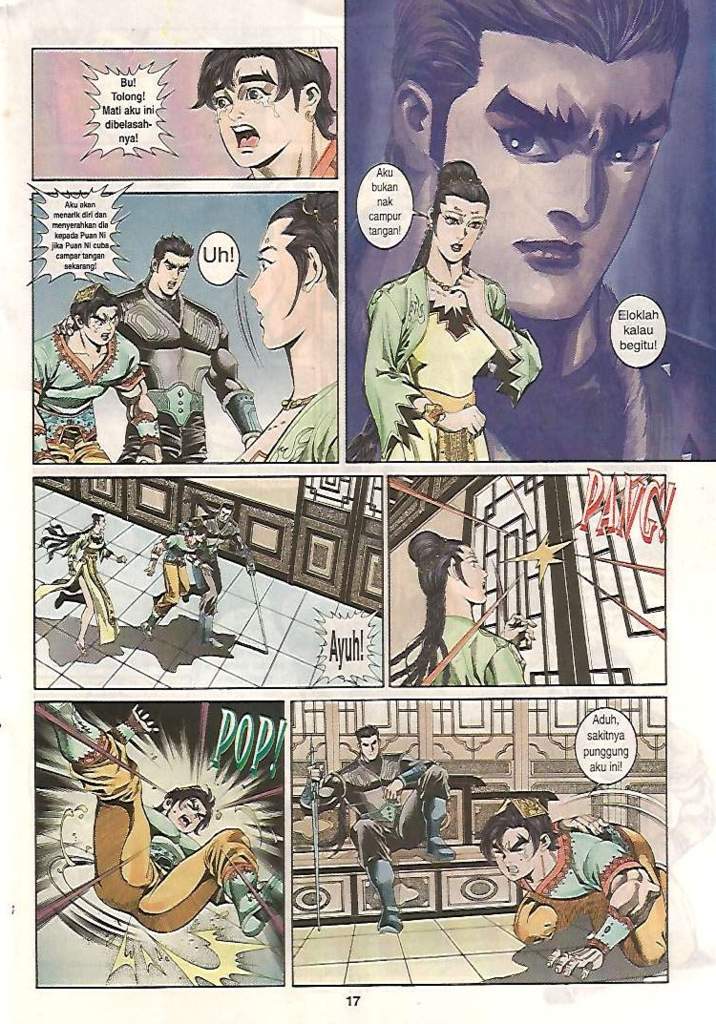 Bu!
Tolong!
Mati aku ini
dibelasah-
nya!
Aku akan
menarik diri dan
menyerahkan dia
kepada Puan Ni
jika Puan Ni cuba
campar tangan
sekarang!
Uh!
Aku
bukan
nak
campur
tangan!
Eloklah
kalau
begitu!
Ayuh!
PANG!
POP!
Aduh,
sakitnya
punggung
aku ini!
17